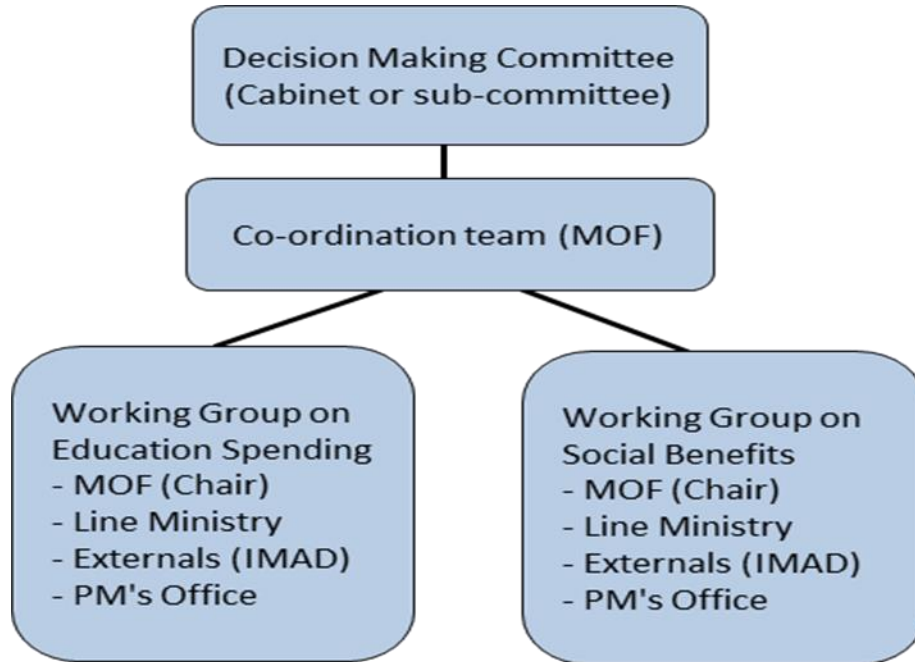 Decision Making Committee
(Cabinet or sub-committee)
Co-ordination team (MOF)
Working Group on
Education Spending
- MOF (Chair)
- Line Ministry
- Externals (IMAD)
- PM's Office
Working Group on
Social Benefits
- MOF (Chair)
- Line Ministry
- Externals (IMAD)
- PM's Office